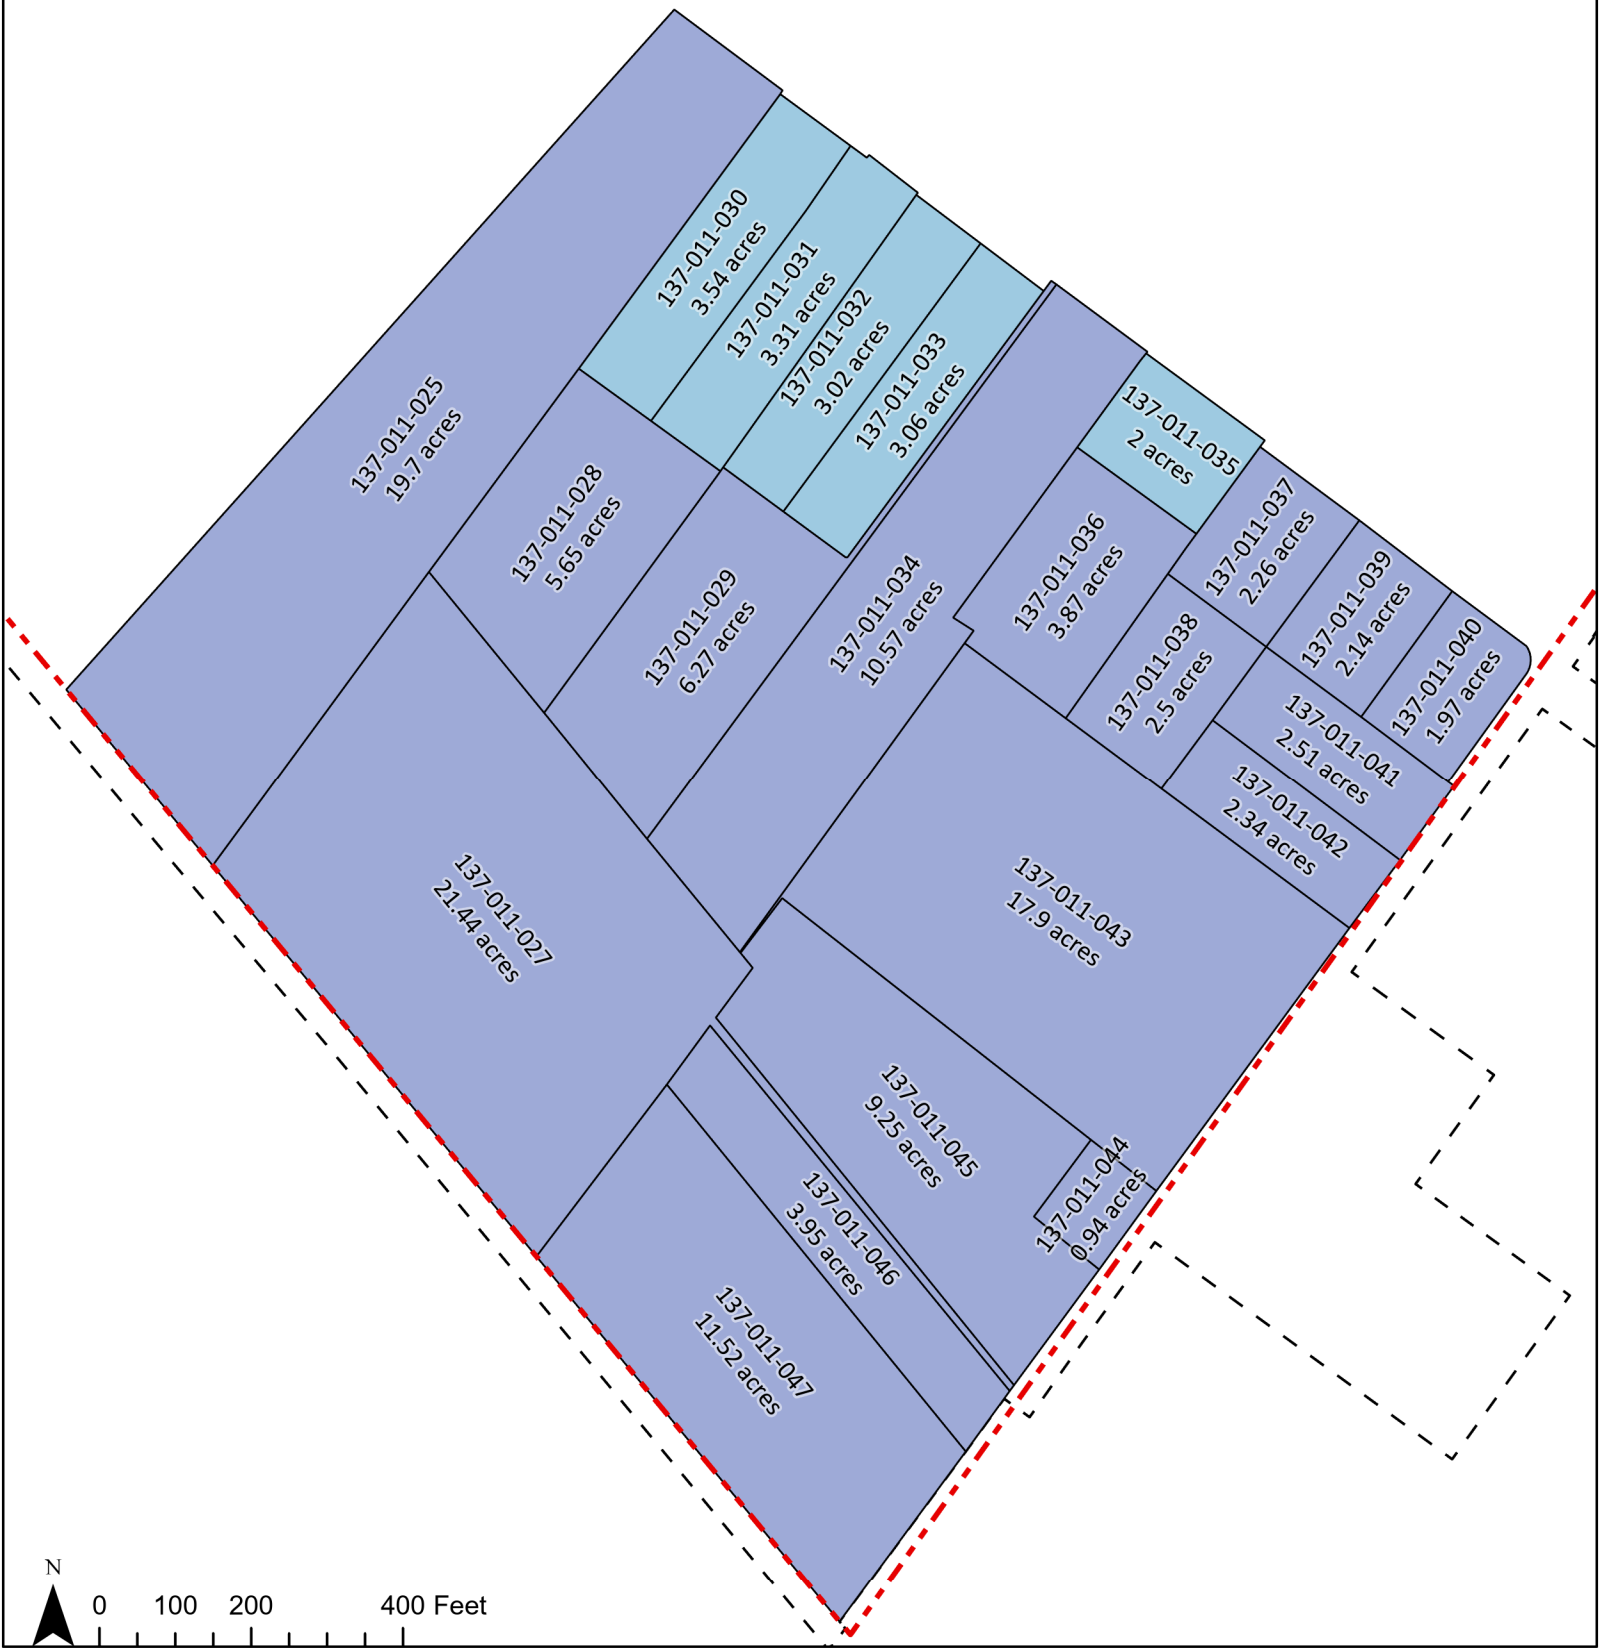 137-011-030
3.54 acres
137-011-031
3.31 acres
137-011-032
3.02 acres
137-011-033
3.06 acres
137-011-025
19.7 acres
137-011-035
2 acres
137-011-028
5.65 acres
137-011-037
2.26 acres
137-011-036
3.87 acres
137-011-039
2.14 acres
137-011-029
6.27 acres
137-011-034
10.57 acres
137-011-038
2.5 acres
137-011-040
1.97 acres
137-011-041
2.51 acres
137-011-042
2.34 acres
137-011-027
21.44 acres
137-011-043
17.9 acres
137-011-045
9.25 acres
137-011-044
0.94 acres
137-011-046
3.95 acres
137-011-047
11.52 acres
N
0 100 200 400 Feet